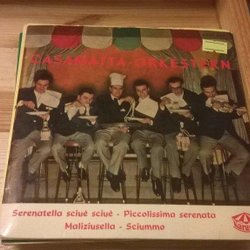 CASAMATTA-ORKESTERN
Serenatella sciuè sciuè - Piccolissima serenata
Maliziusella - Sciummo